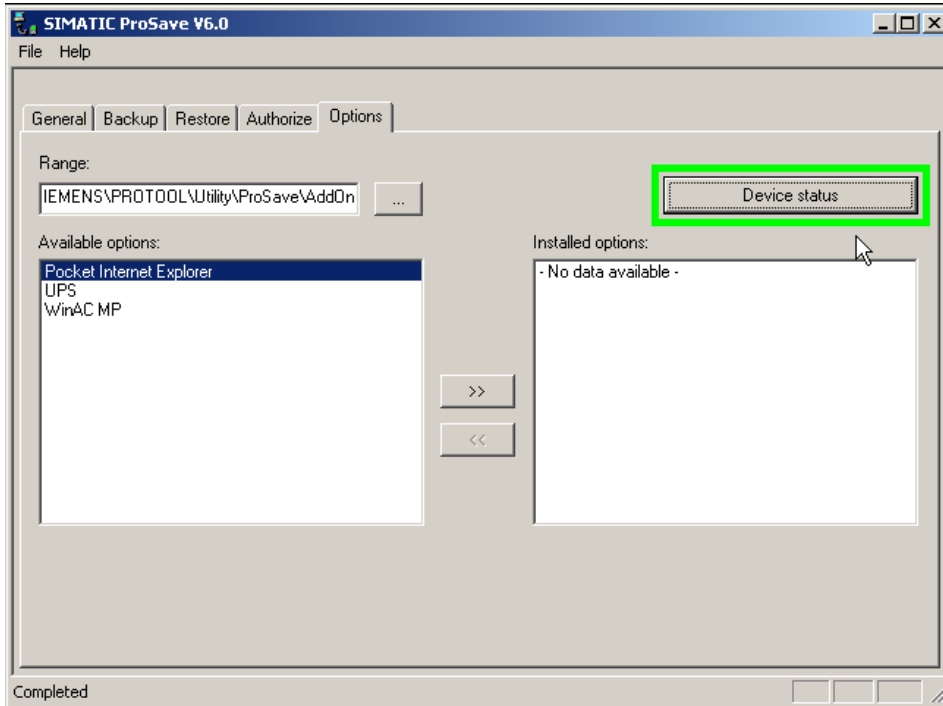 SIMATIC ProSave V6.0
File Help
General Backup Restore Authorize Options
Range:
IEMENS\PROTOOL\Utility\ProSave\AddOn ... Device status
Available options: Installed options:
Pocket Internet Explorer - No data available -
UPS
WinAC MP
>>
<<
Completed